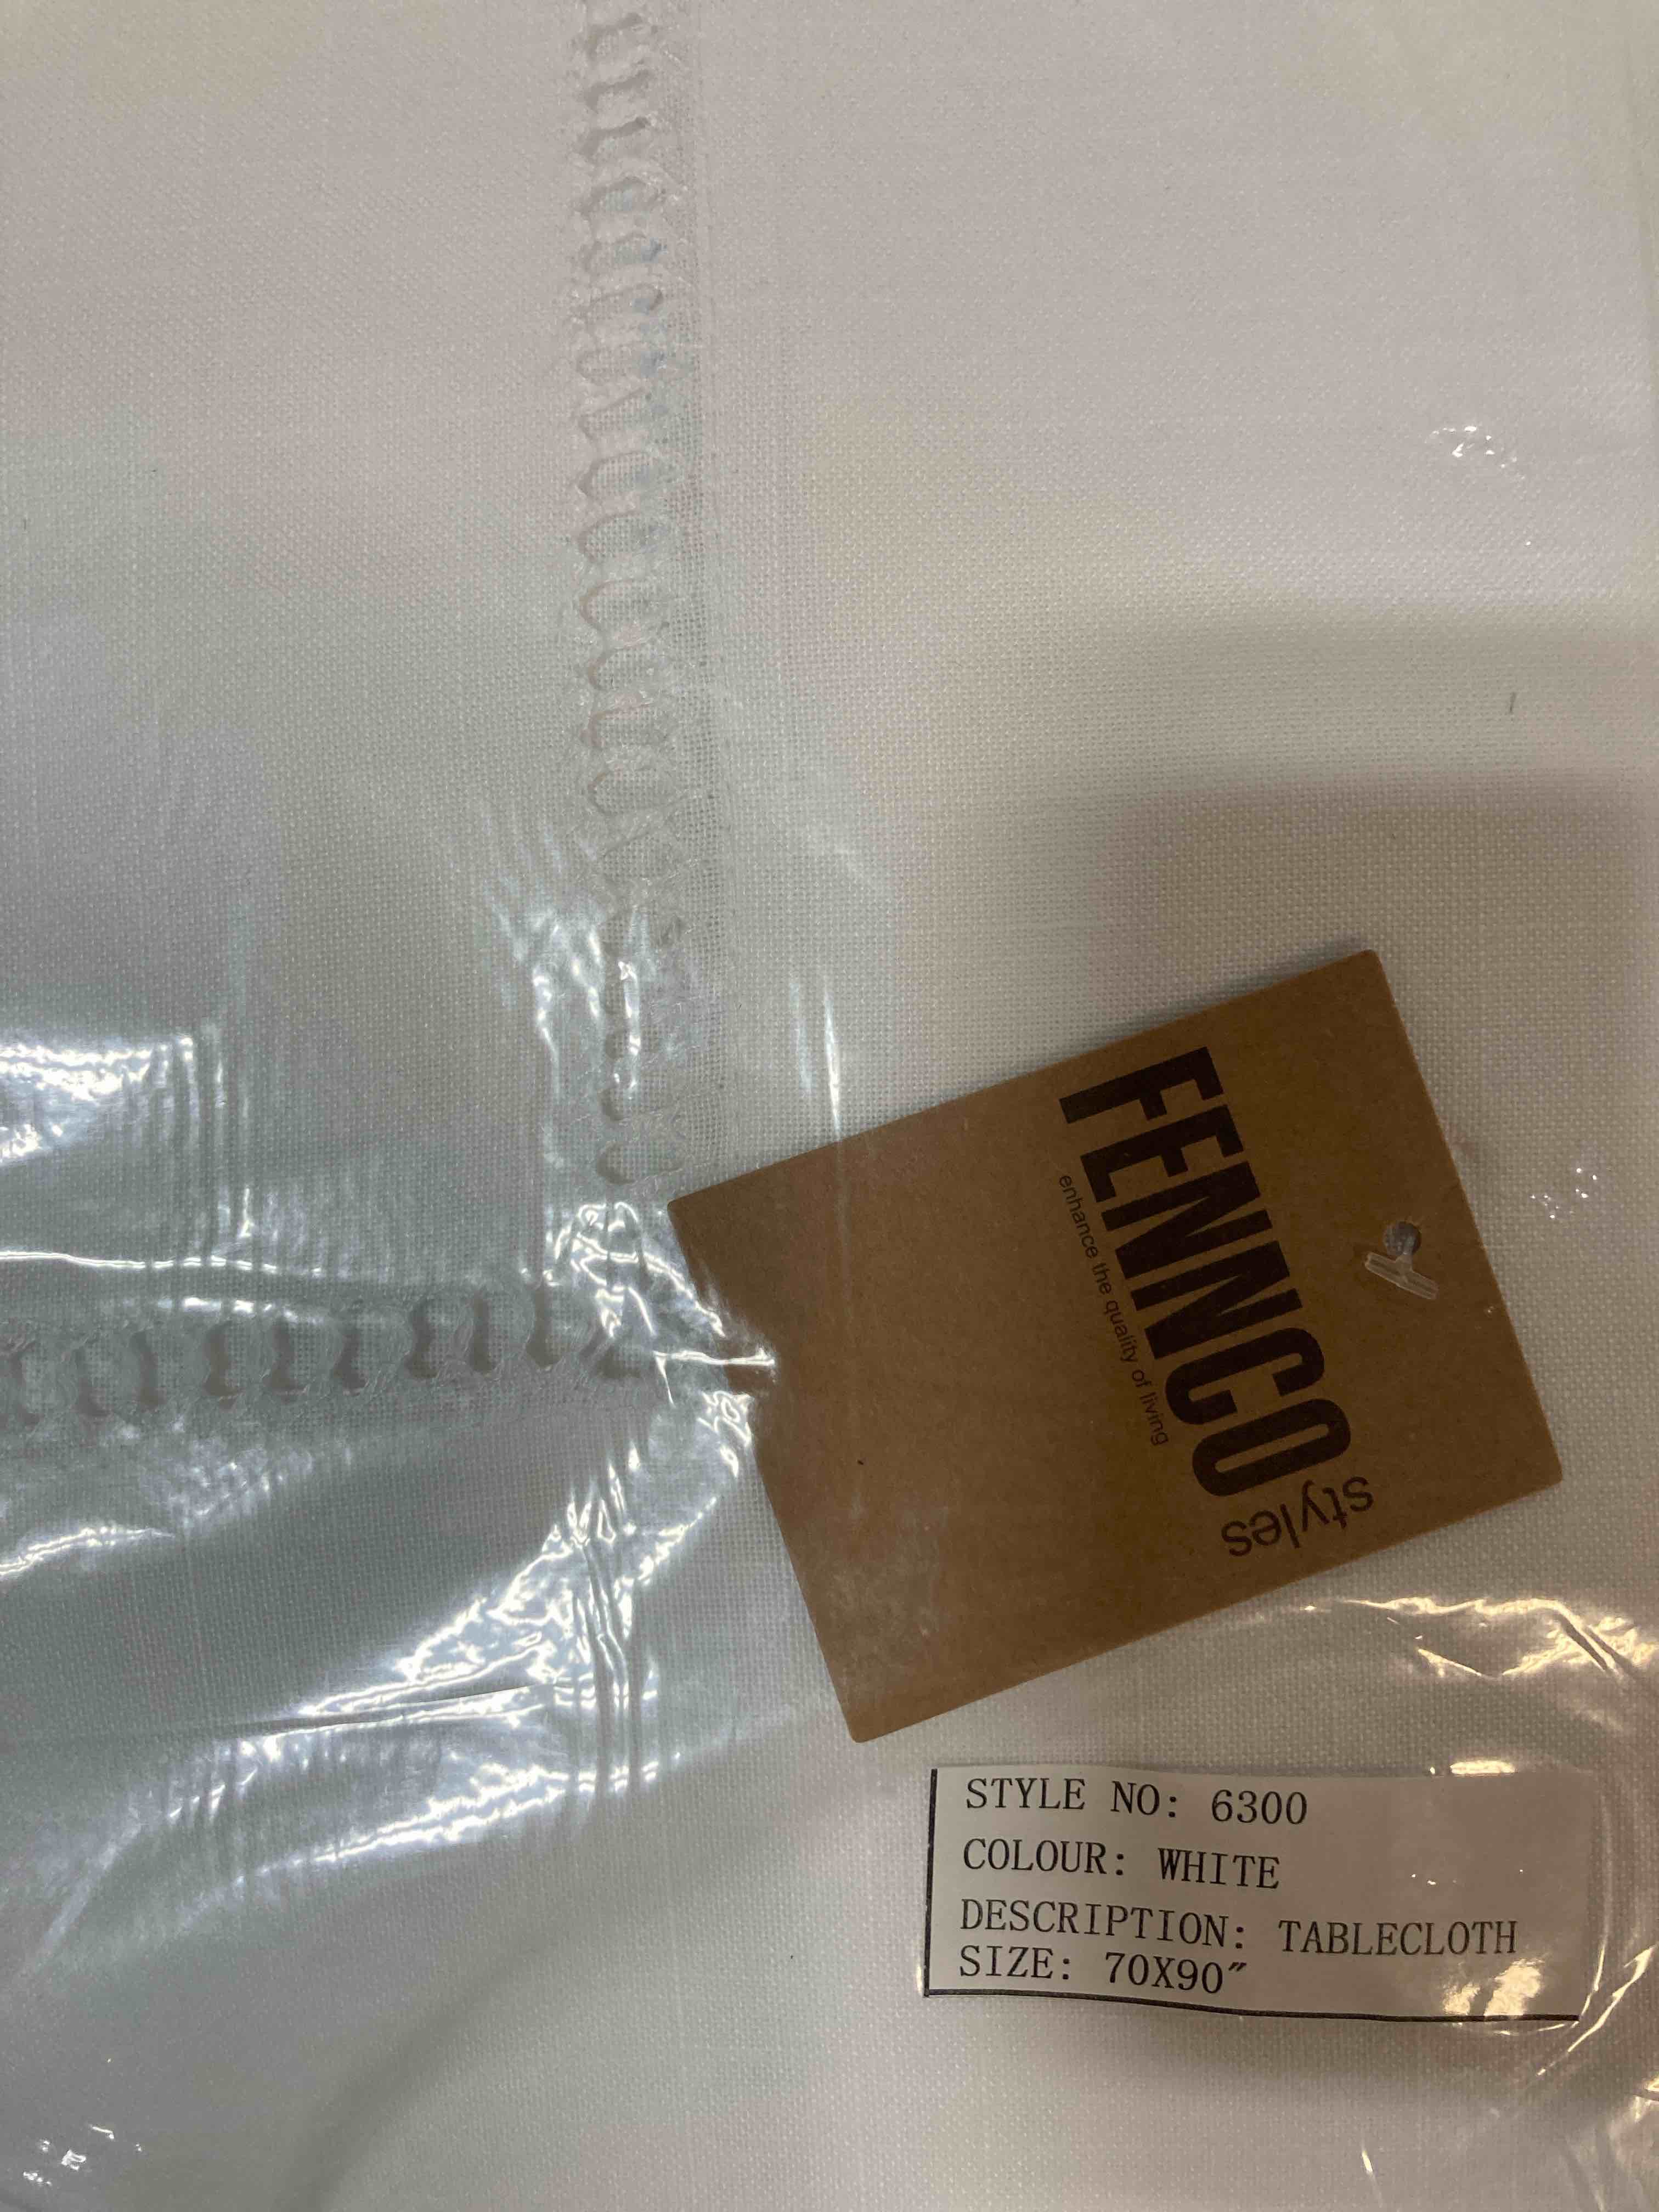 FENNCO styles
enhance the quality of living
STYLE NO: 6300
COLOUR: WHITE
DESCRIPTION: TABLECLOTH
SIZE: 70X90″